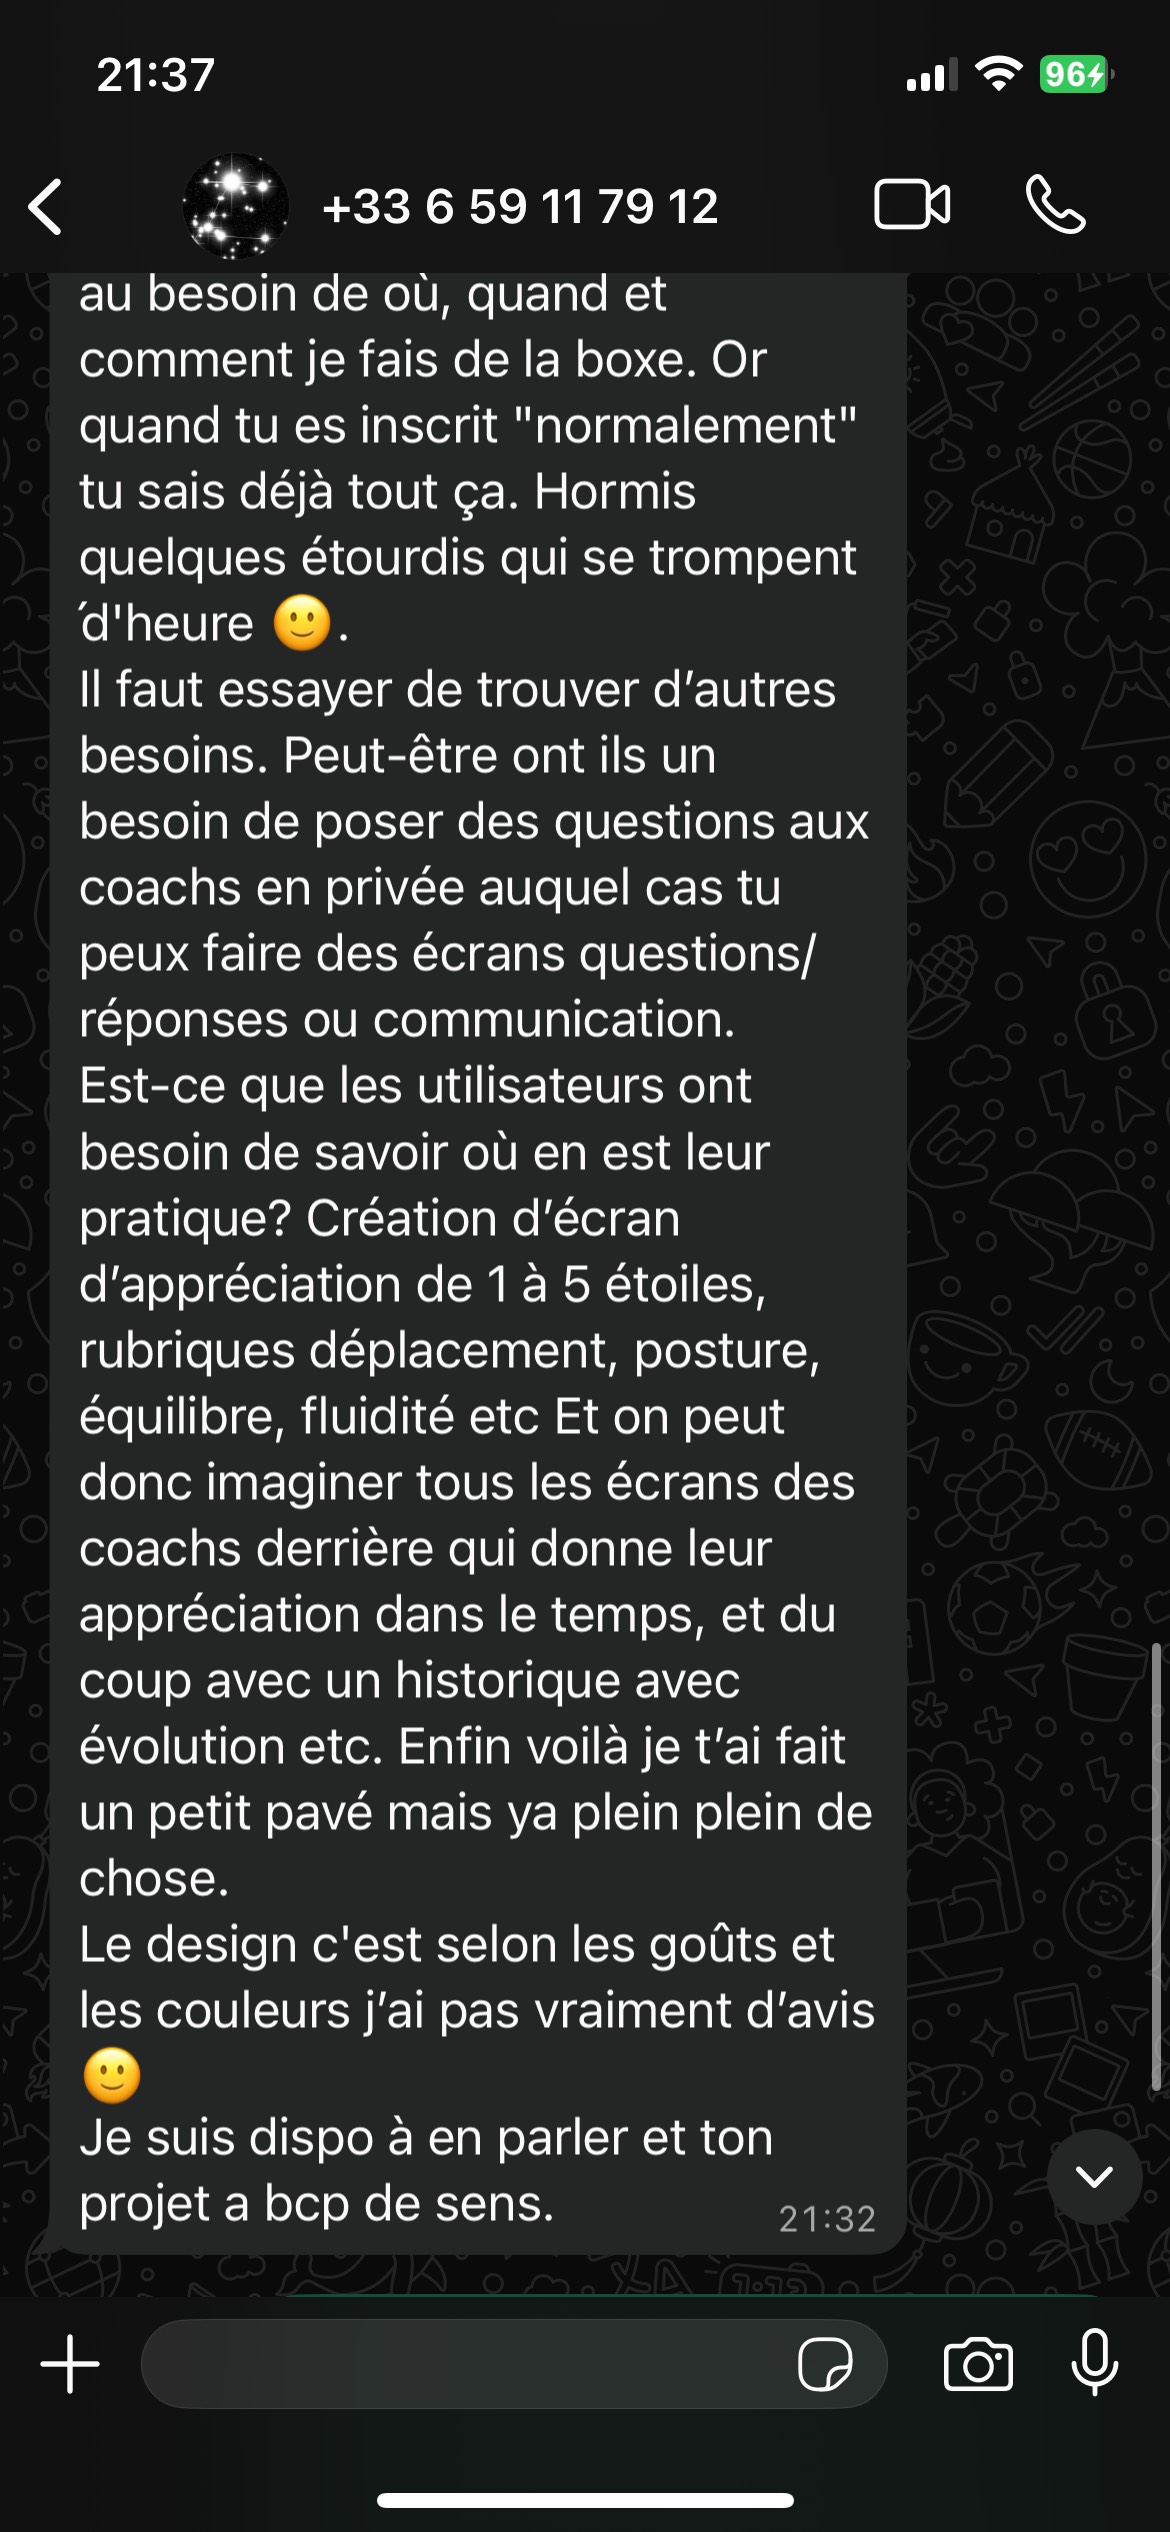 21:37
96
+33 6 59 11 79 12
au besoin de où, quand et
comment je fais de la boxe. Or
quand tu es inscrit "normalement"
tu sais déjà tout ça. Hormis
quelques étourdis qui se trompent
´d'heure 🙂.
Il faut essayer de trouver d’autres
besoins. Peut-être ont ils un
besoin de poser des questions aux
coachs en privée auquel cas tu
peux faire des écrans questions/
réponses ou communication.
Est-ce que les utilisateurs ont
besoin de savoir où en est leur
pratique? Création d’écran
d’appréciation de 1 à 5 étoiles,
rubriques déplacement, posture,
équilibre, fluidité etc Et on peut
donc imaginer tous les écrans des
coachs derrière qui donne leur
appréciation dans le temps, et du
coup avec un historique avec
évolution etc. Enfin voilà je t’ai fait
un petit pavé mais ya plein plein de
chose.
Le design c'est selon les goûts et
les couleurs j’ai pas vraiment d’avis
🙂
Je suis dispo à en parler et ton
projet a bcp de sens.
21:32